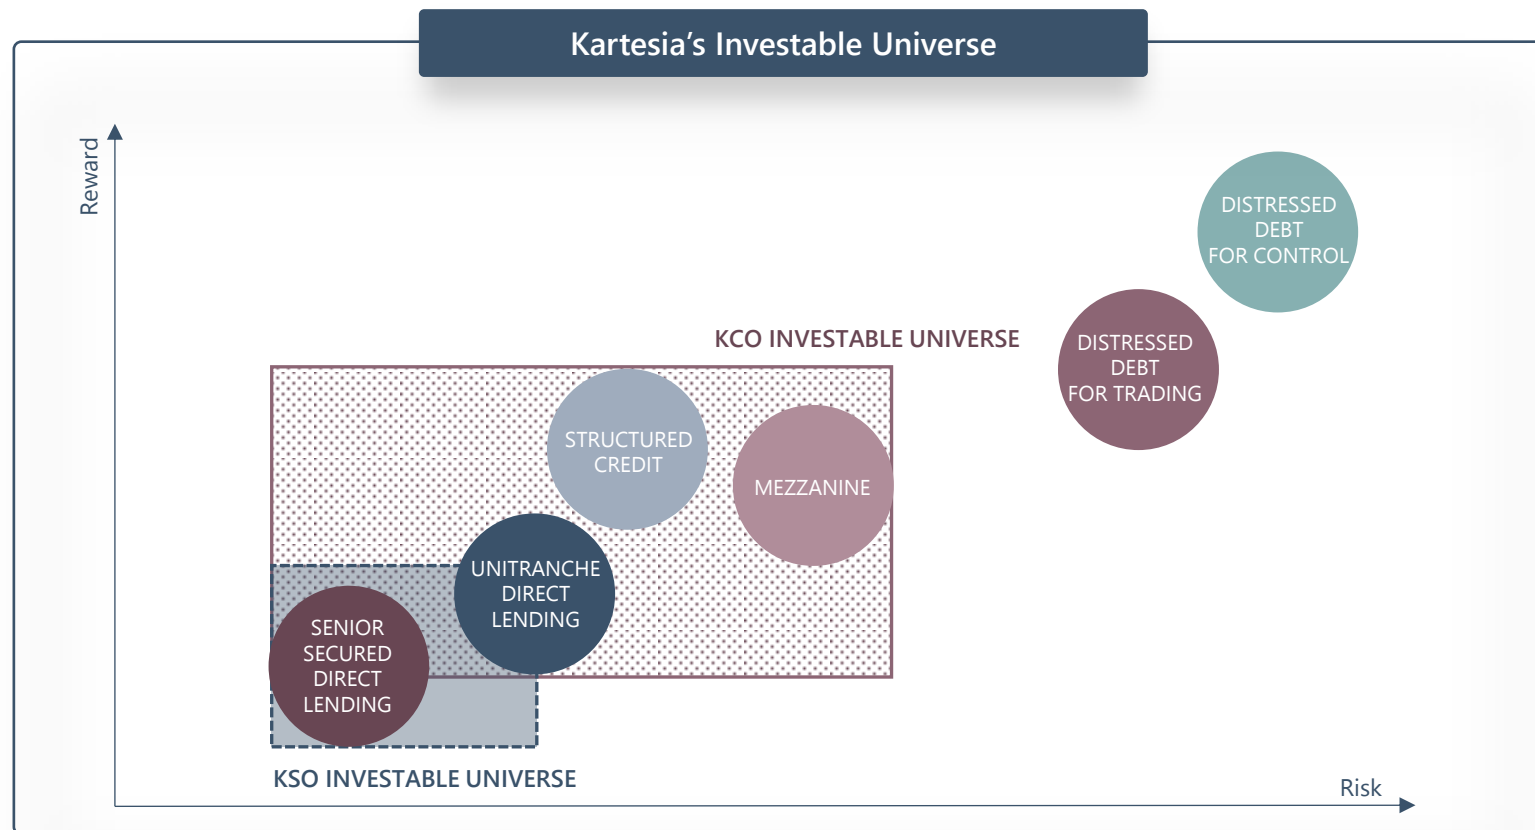 Kartesia’s Investable Universe
Reward
DISTRESSED
DEBT
FOR CONTROL
KCO INVESTABLE UNIVERSE
DISTRESSED
DEBT
FOR TRADING
STRUCTURED
CREDIT
MEZZANINE
UNITRANCHE
DIRECT
LENDING
SENIOR
SECURED
DIRECT
LENDING
KSO INVESTABLE UNIVERSE
Risk